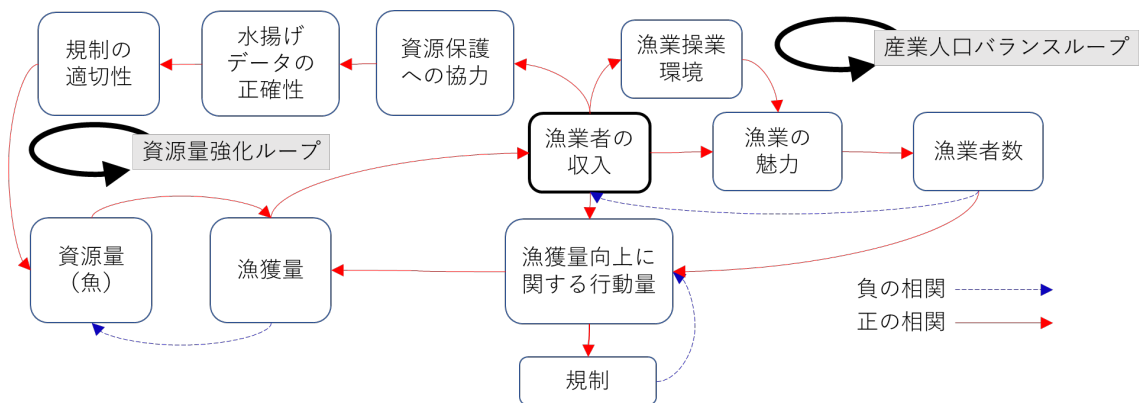 規制の
適切性
水揚げ
データの
正確性
資源保護
への協力
漁業操業
環境
産業人口バランスループ
資源量強化ループ
漁業者の
収入
漁業の
魅力
漁業者数
資源量
（魚）
漁獲量
漁獲量向上に
関する行動量
規制
負の相関
正の相関